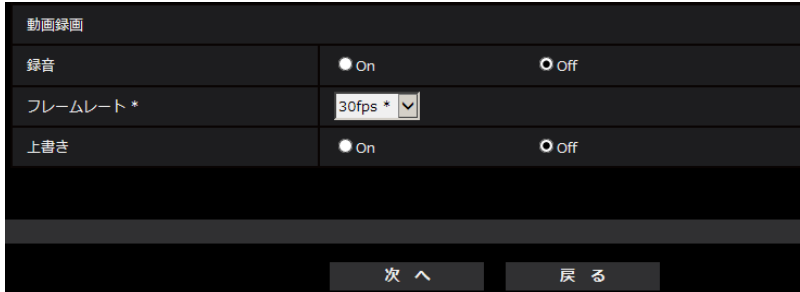 動画録画
録音 On Off
フレームレート * 30fps *
上書き On Off
次 へ 戻 る